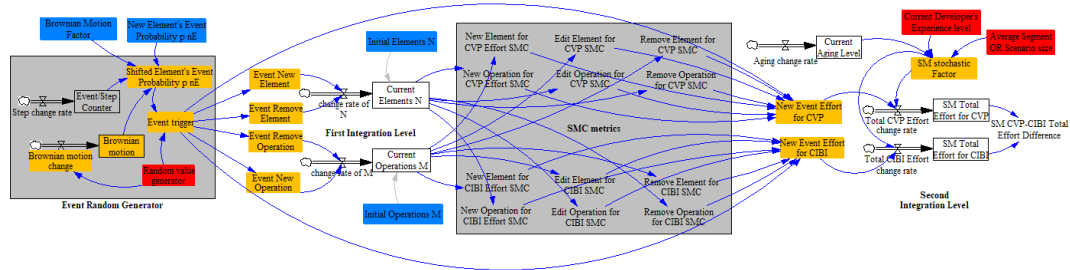 Brownian Motion
Factor
New Element's Event
Probability p nE
Shifted Element's Event
Probability p nE
Event/Step
Counter
Step change rate
Event trigger
Brownian motion
change
Brownian
motion
Random value
generator
Event Random Generator
Event New
Element
Event Remove
Element
Event Remove
Operation
Event New
Operation
Initial Elements N
change rate of
N
Current
Elements N
First Integration Level
change rate of M
Current
Operations M
Initial Operations M
New Element for
CVP Effort SMC
Edit Element for
CVP SMC
Remove Element for
CVP SMC
New Operation for
CVP Effort SMC
Edit Operation for
CVP SMC
Remove Operation
for CVP SMC
SMC metrics
New Element for
CIBI Effort SMC
Edit Element for
CIBI SMC
Remove Element for
CIBI SMC
New Operation for
CIBI Effort SMC
Edit Operation for
CIBI SMC
Remove Operation
for CIBI SMC
New Event Effort
for CVP
New Event Effort
for CIBI
Aging change rate
Current
Aging Level
Current Developer's
Experience level
Average Segment
OR Scenario size
SM stochastic
Factor
Total CVP Effort
change rate
SM Total
Effort for CVP
Total CIBI Effort
change rate
SM Total
Effort for CIBI
SM CVP-CIBI Total
Effort Difference
Second
Integration Level